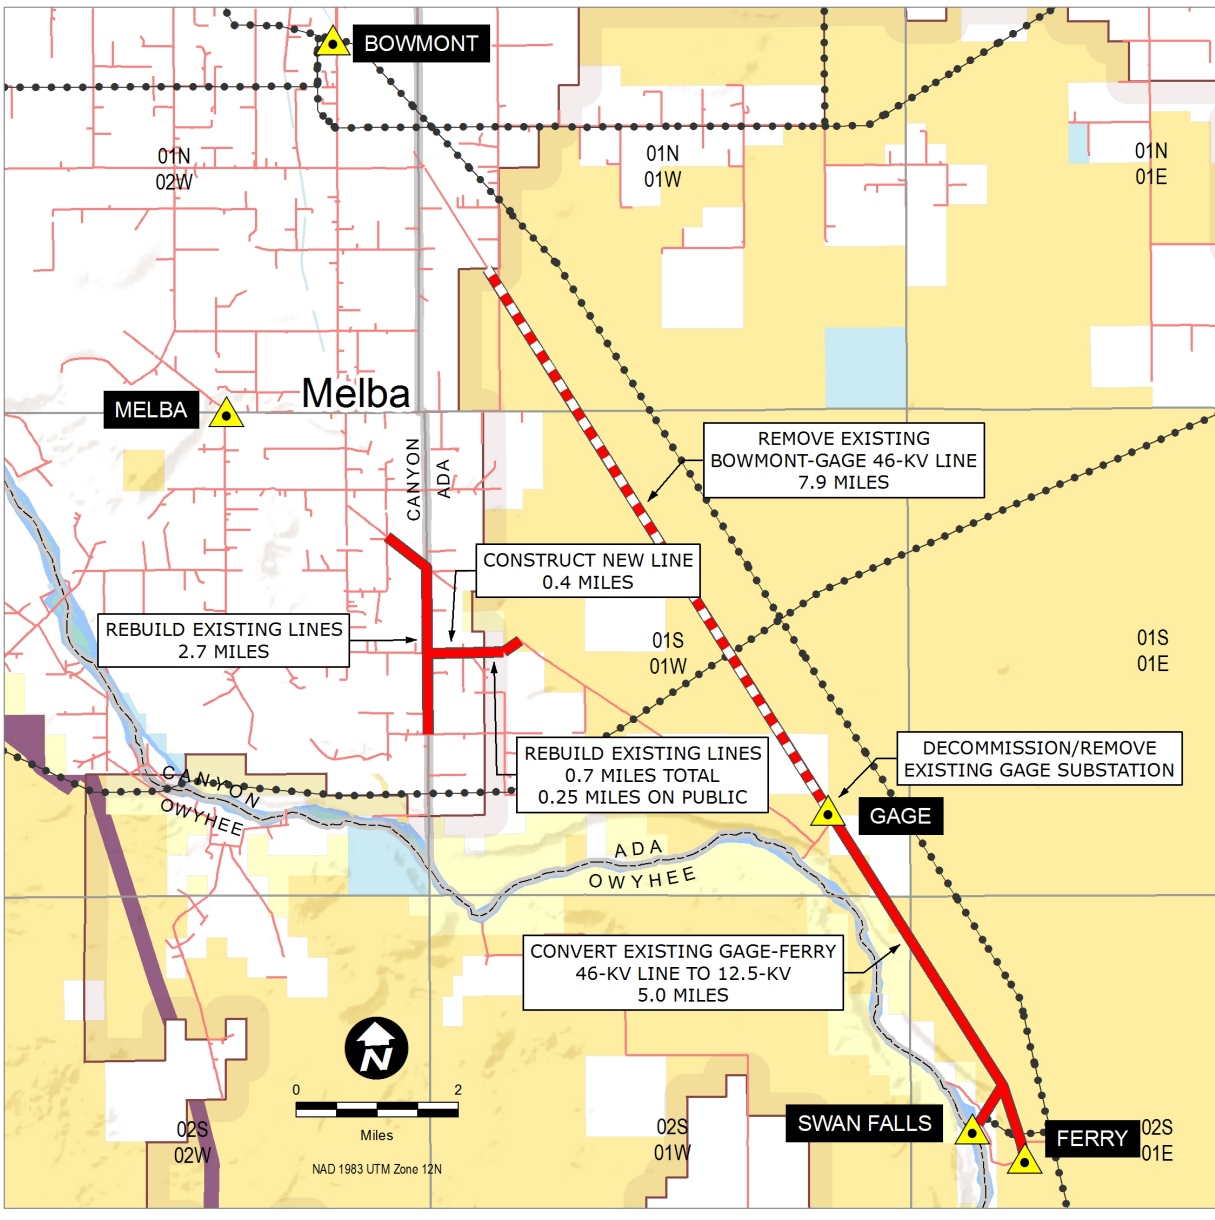 BOWMONT
01N
02W
01N
01W
01N
01E
Melba
MELBA
CANYON
ADA
REMOVE EXISTING
BOWMONT-GAGE 46-KV LINE
7.9 MILES
CONSTRUCT NEW LINE
0.4 MILES
REBUILD EXISTING LINES
2.7 MILES
01S
01W
01S
01E
REBUILD EXISTING LINES
0.7 MILES TOTAL
0.25 MILES ON PUBLIC
DECOMMISSION/REMOVE
EXISTING GAGE SUBSTATION
GAGE
CANYON
OWYHEE
ADA
OWYHEE
CONVERT EXISTING GAGE-FERRY
46-KV LINE TO 12.5-KV
5.0 MILES
N
0 2
Miles
NAD 1983 UTM Zone 12N
02S
02W
02S
01W
SWAN FALLS
FERRY
02S
01E